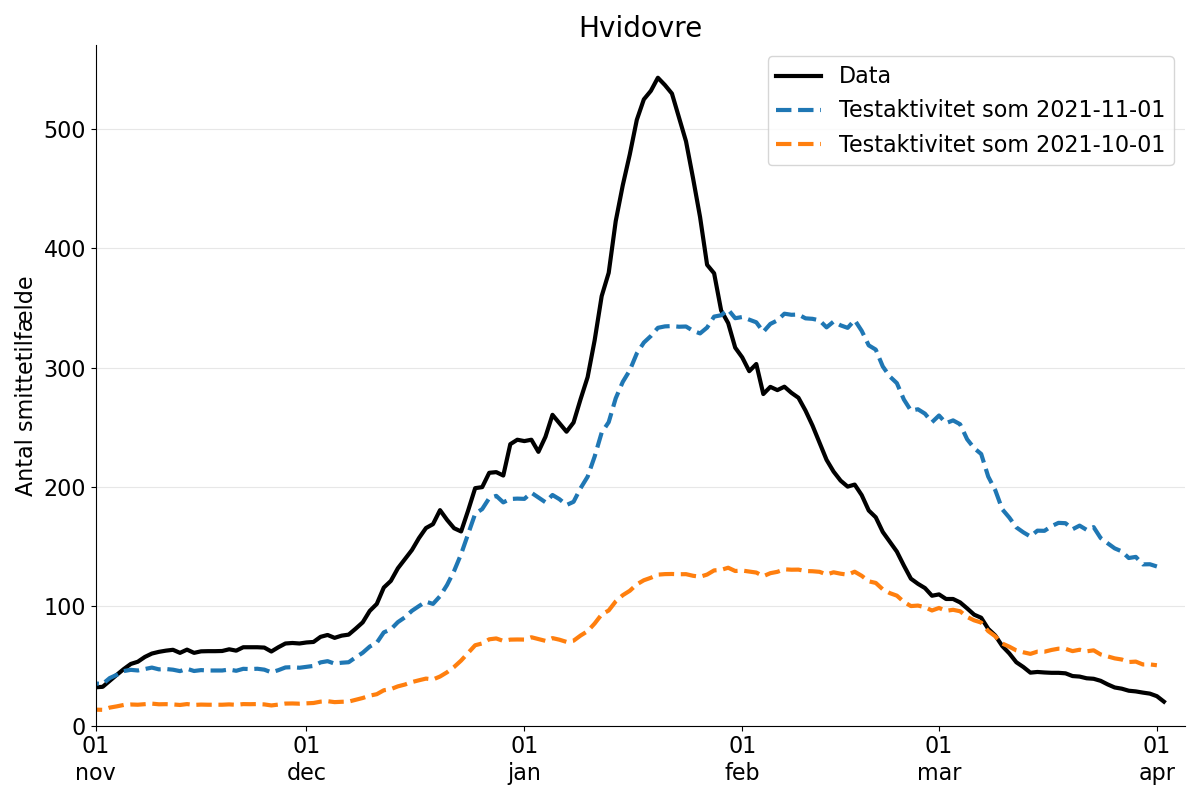 Hvidovre
Data
Testaktivitet som 2021-11-01
Testaktivitet som 2021-10-01
Antal smittetilfælde
500
400
300
200
100
0
01 01 01 01 01 01
nov dec jan feb mar apr